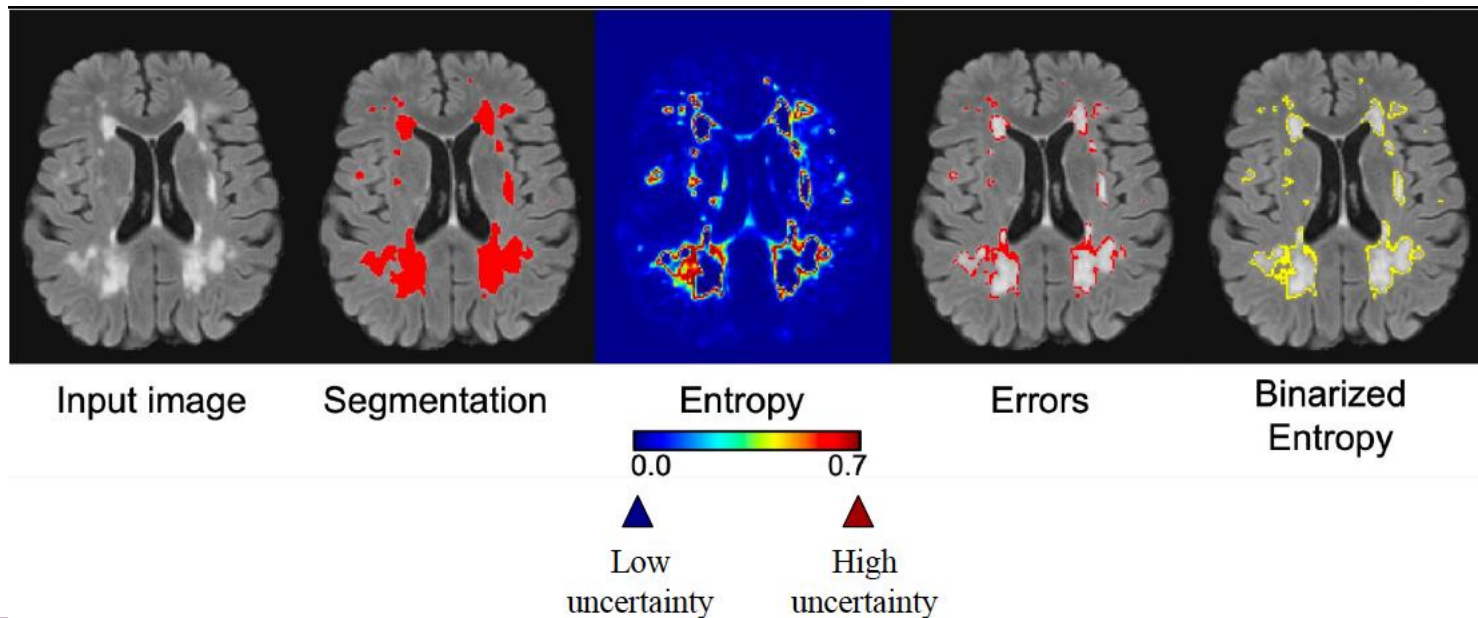 Input image
Segmentation
Entropy
Errors
Binarized
Entropy
0.0
0.7
Low
uncertainty
High
uncertainty